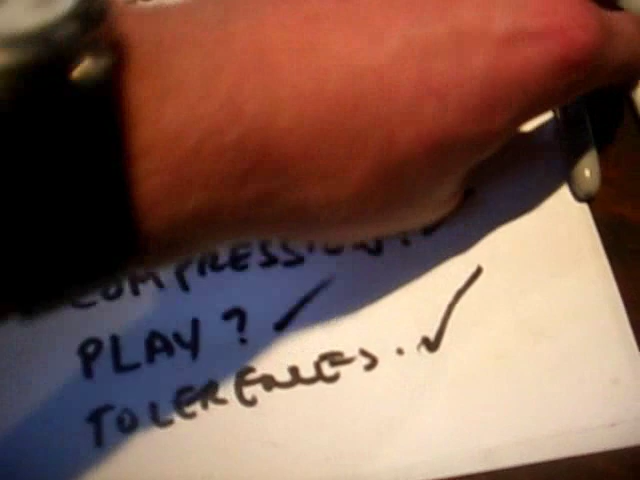 COMPRESSION. ✓
PLAY? ✓
TOLERENCES. ✓